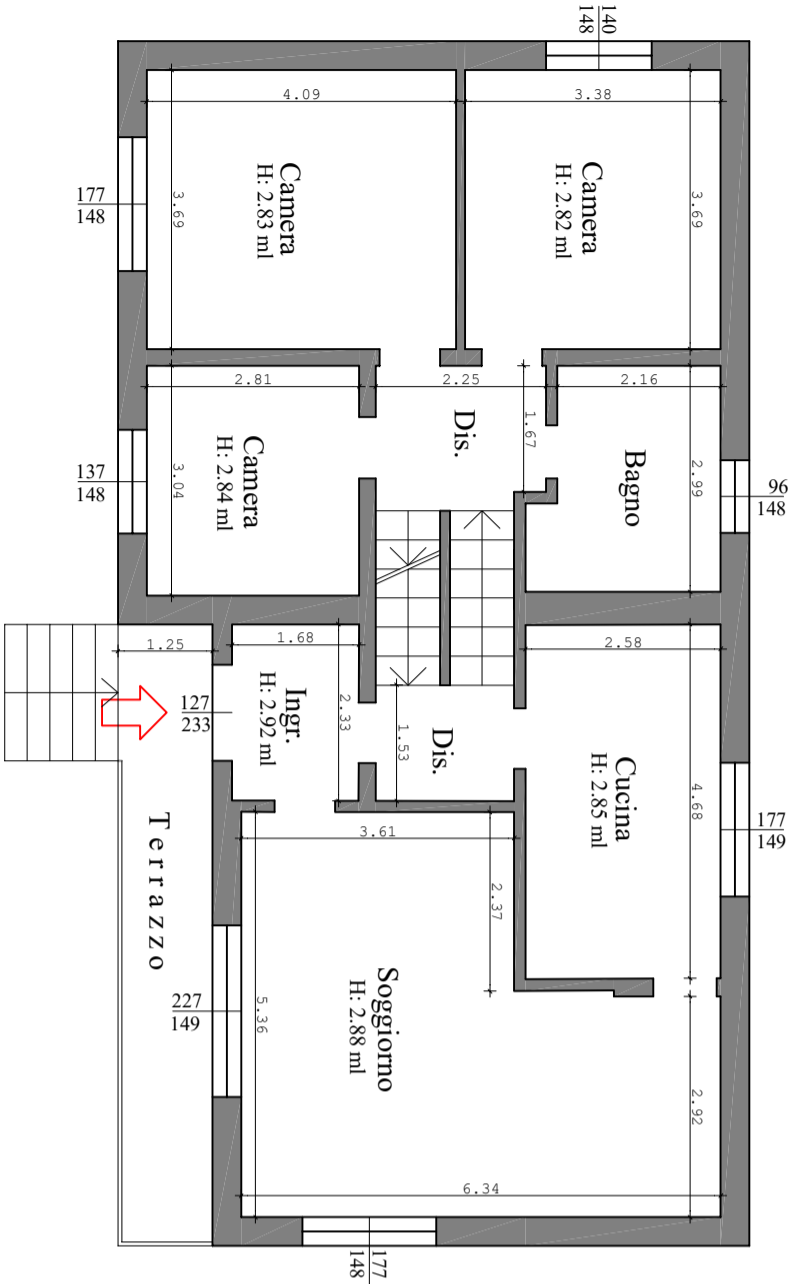 140
148
4.09
3.38
Camera
H: 2.83 ml
Camera
H: 2.82 ml
3.69
3.69
177
148
2.81
2.25
2.16
1.67
Dis.
Bagno
2.99
Camera
H: 2.84 ml
3.04
137
148
96
148
1.25
1.68
2.58
2.33
Ingr.
H: 2.92 ml
127
233
1.53
Dis.
Cucina
H: 2.85 ml
4.68
177
149
3.61
2.37
Terrazzo
Soggiorno
H: 2.88 ml
5.36
227
149
2.92
6.34
177
148